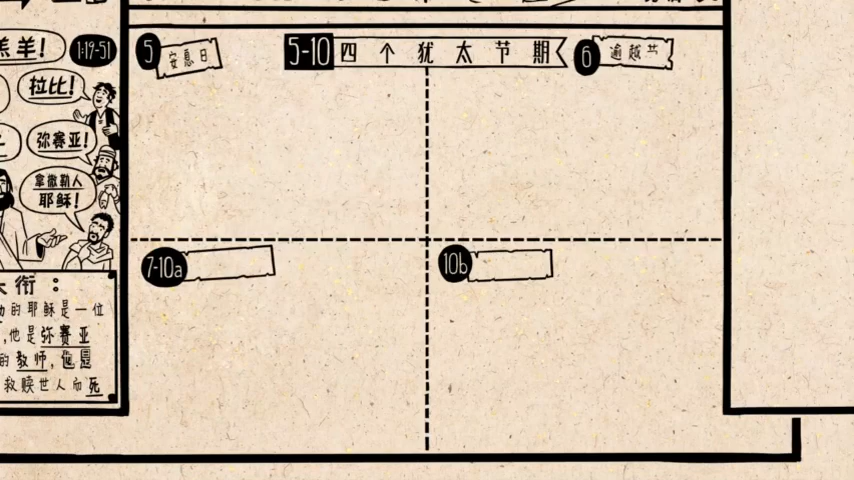 羔羊!
1:19-51
拉比!
弥赛亚!
拿撒勒人
耶稣!
衔:
的耶稣是一位
,他是弥赛亚
的教师,他是
救赎世人而死
5
安息日
5-10 四个犹太节期
6
逾越节
7-10a
10b